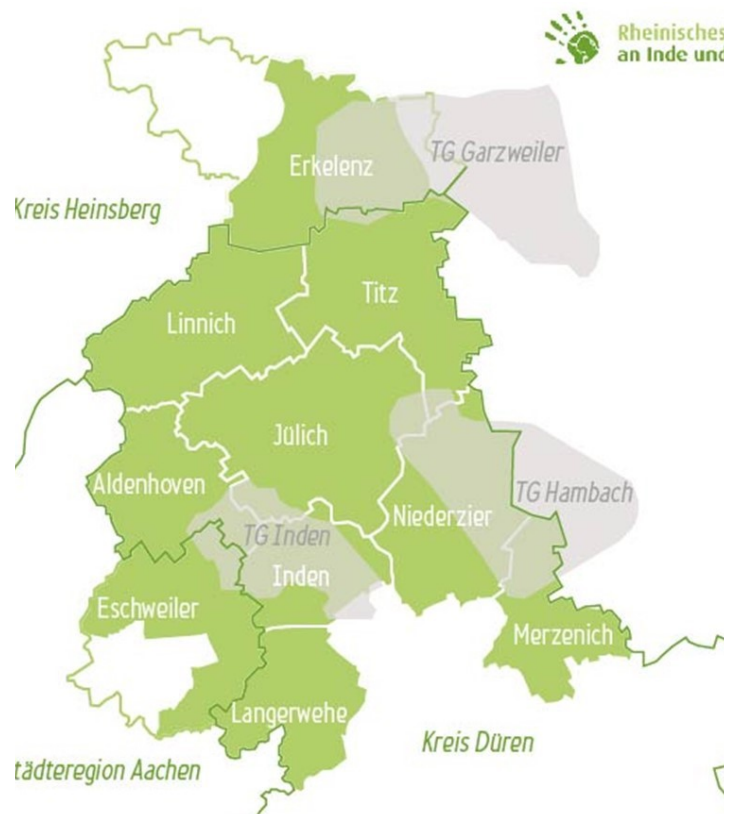 Rheinisches
an Inde und
Erkelenz
TG Garzweiler
Kreis Heinsberg
Titz
Linnich
Jülich
Aldenhoven
TG Hambach
Niederzier
TG Inden
Inden
Eschweiler
Merzenich
Langerwehe
Kreis Düren
tädteregion Aachen